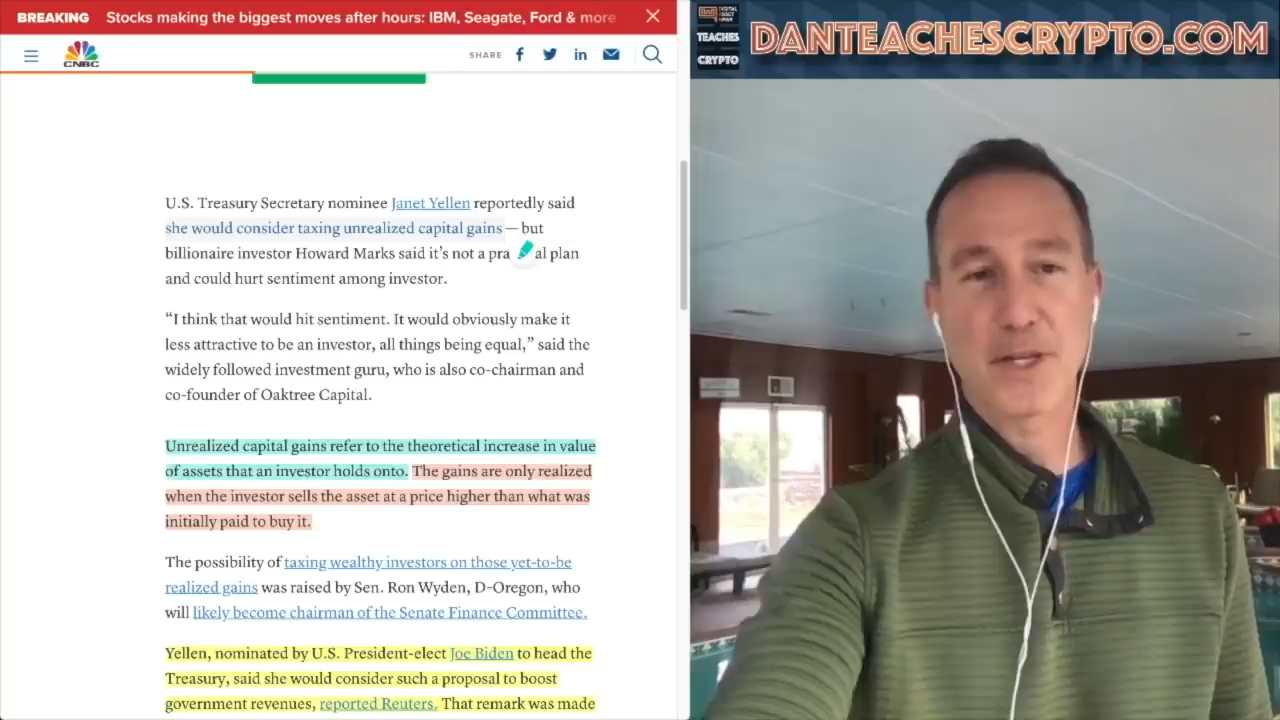 BREAKING Stocks making the biggest moves after hours: IBM, Seagate, Ford & more
CNBC
SHARE
U.S. Treasury Secretary nominee Janet Yellen reportedly said
she would consider taxing unrealized capital gains — but
billionaire investor Howard Marks said it’s not a pra al plan
and could hurt sentiment among investor.
“I think that would hit sentiment. It would obviously make it
less attractive to be an investor, all things being equal,” said the
widely followed investment guru, who is also co-chairman and
co-founder of Oaktree Capital.
Unrealized capital gains refer to the theoretical increase in value
of assets that an investor holds onto. The gains are only realized
when the investor sells the asset at a price higher than what was
initially paid to buy it.
The possibility of taxing wealthy investors on those yet-to-be
realized gains was raised by Sen. Ron Wyden, D-Oregon, who
will likely become chairman of the Senate Finance Committee.
Yellen, nominated by U.S. President-elect Joe Biden to head the
Treasury, said she would consider such a proposal to boost
government revenues, reported Reuters. That remark was made
TEACHES
CRYPTO
DANTEACHESCRYPTO.COM